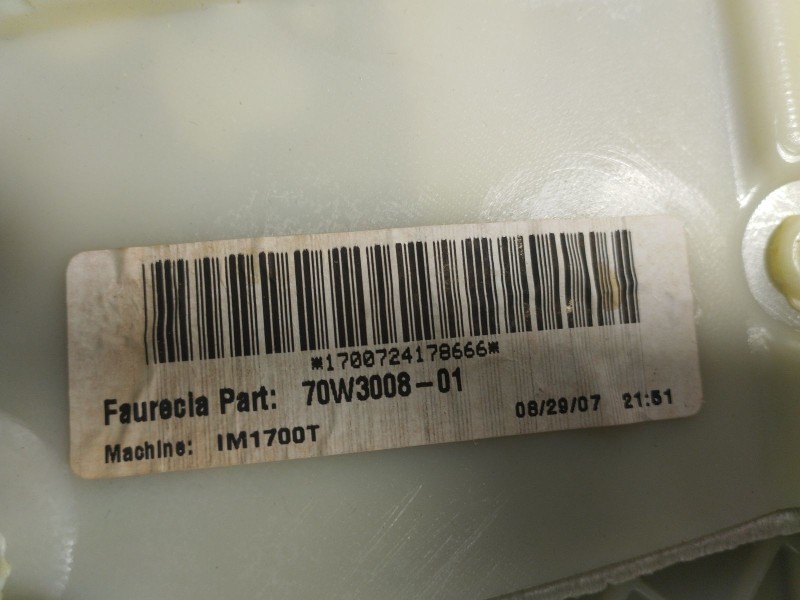 *1700724178666*
Faurecia Part: 70W3008-01
Machine: IM1700T 08/29/07 21:51